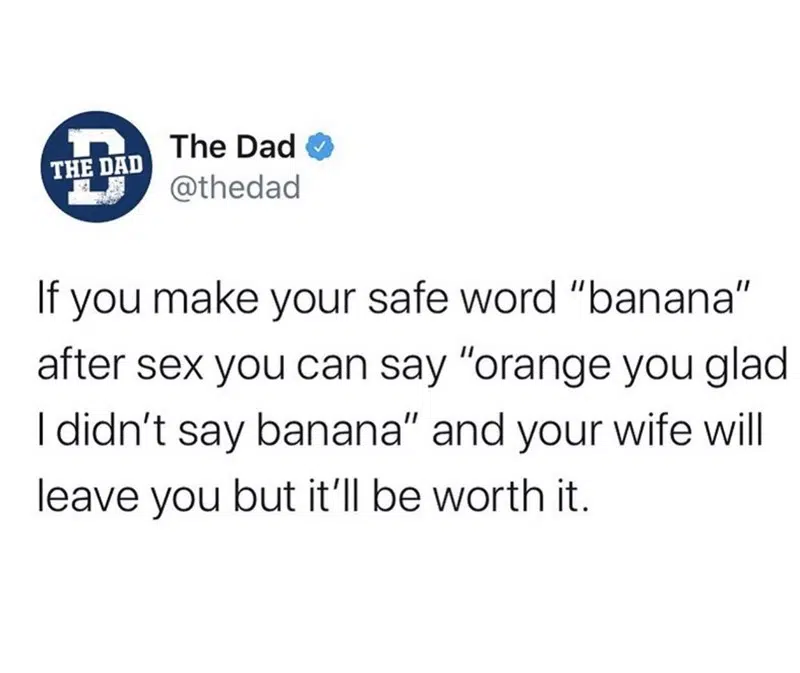 THE DAD
The Dad
@thedad
If you make your safe word "banana"
after sex you can say "orange you glad
I didn't say banana" and your wife will
leave you but it'll be worth it.